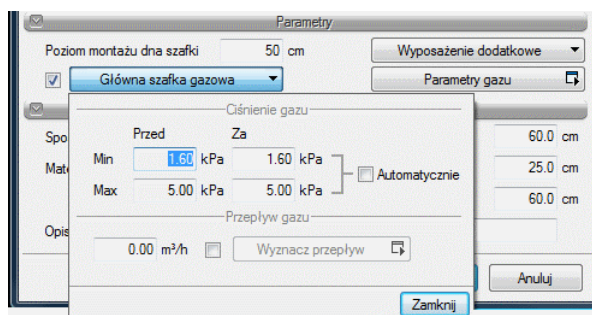 Parametry
Poziom montażu dna szafki 50 cm Wyposażenie dodatkowe
Główna szafka gazowa Parametry gazu
Ciśnienie gazu
Przed Za
Spo 60.0 cm
Min 1.60 kPa 1.60 kPa
Automatycznie
Mate 25.0 cm
Max 5.00 kPa 5.00 kPa
60.0 cm
Przepływ gazu
Opis
0.00 m³/h Wyznacz przepływ
Anuluj
Zamknij